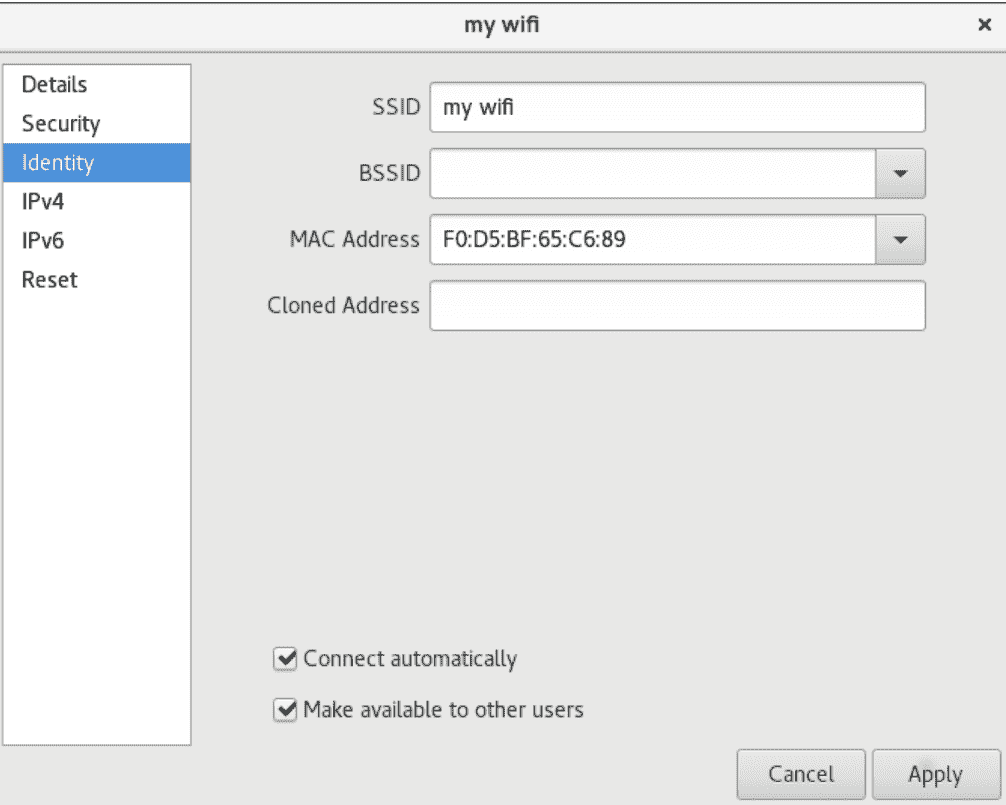 my wifi
Details
Security
Identity
IPv4
IPv6
Reset
SSID my wifi
BSSID
MAC Address F0:D5:BF:65:C6:89
Cloned Address
Connect automatically
Make available to other users
Cancel Apply